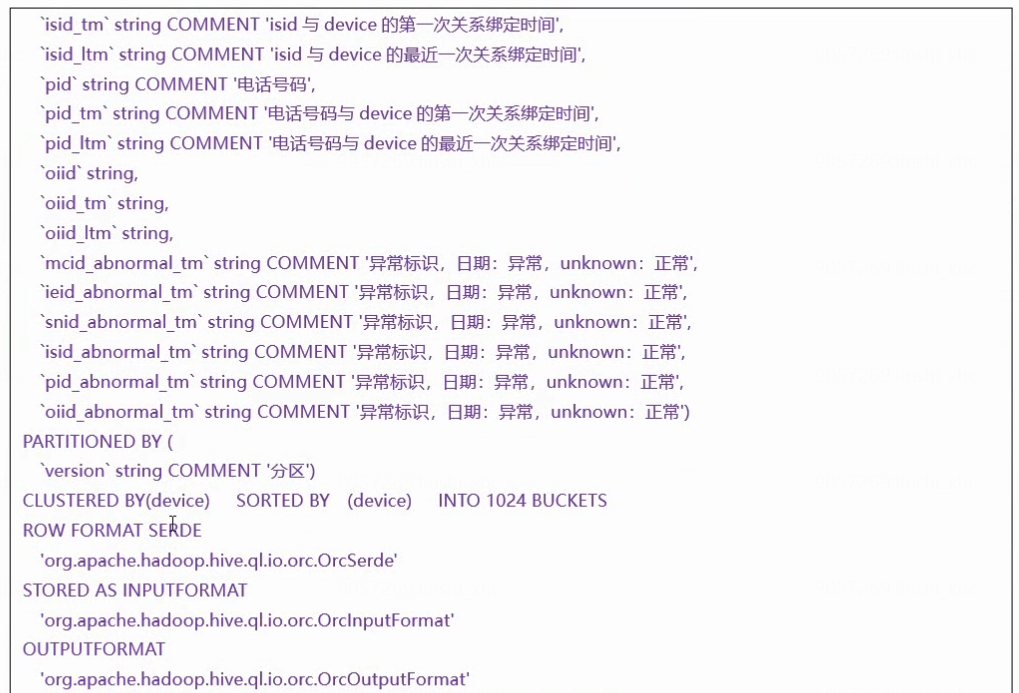 `isid_tm` string COMMENT 'isid 与 device 的第一次关系绑定时间',
`isid_ltm` string COMMENT 'isid 与 device 的最近一次关系绑定时间',
`pid` string COMMENT '电话号码',
`pid_tm` string COMMENT '电话号码与 device 的第一次关系绑定时间',
`pid_ltm` string COMMENT '电话号码与 device 的最近一次关系绑定时间',
`oiid` string,
`oiid_tm` string,
`oiid_ltm` string,
`mcid_abnormal_tm` string COMMENT '异常标识，日期：异常，unknown：正常',
`ieid_abnormal_tm` string COMMENT '异常标识，日期：异常，unknown：正常',
`snid_abnormal_tm` string COMMENT '异常标识，日期：异常，unknown：正常',
`isid_abnormal_tm` string COMMENT '异常标识，日期：异常，unknown：正常',
`pid_abnormal_tm` string COMMENT '异常标识，日期：异常，unknown：正常',
`oiid_abnormal_tm` string COMMENT '异常标识，日期：异常，unknown：正常')
PARTITIONED BY (
`version` string COMMENT '分区')
CLUSTERED BY(device) SORTED BY (device) INTO 1024 BUCKETS
ROW FORMAT SERDE
'org.apache.hadoop.hive.ql.io.orc.OrcSerde'
STORED AS INPUTFORMAT
'org.apache.hadoop.hive.ql.io.orc.OrcInputFormat'
OUTPUTFORMAT
'org.apache.hadoop.hive.ql.io.orc.OrcOutputFormat'